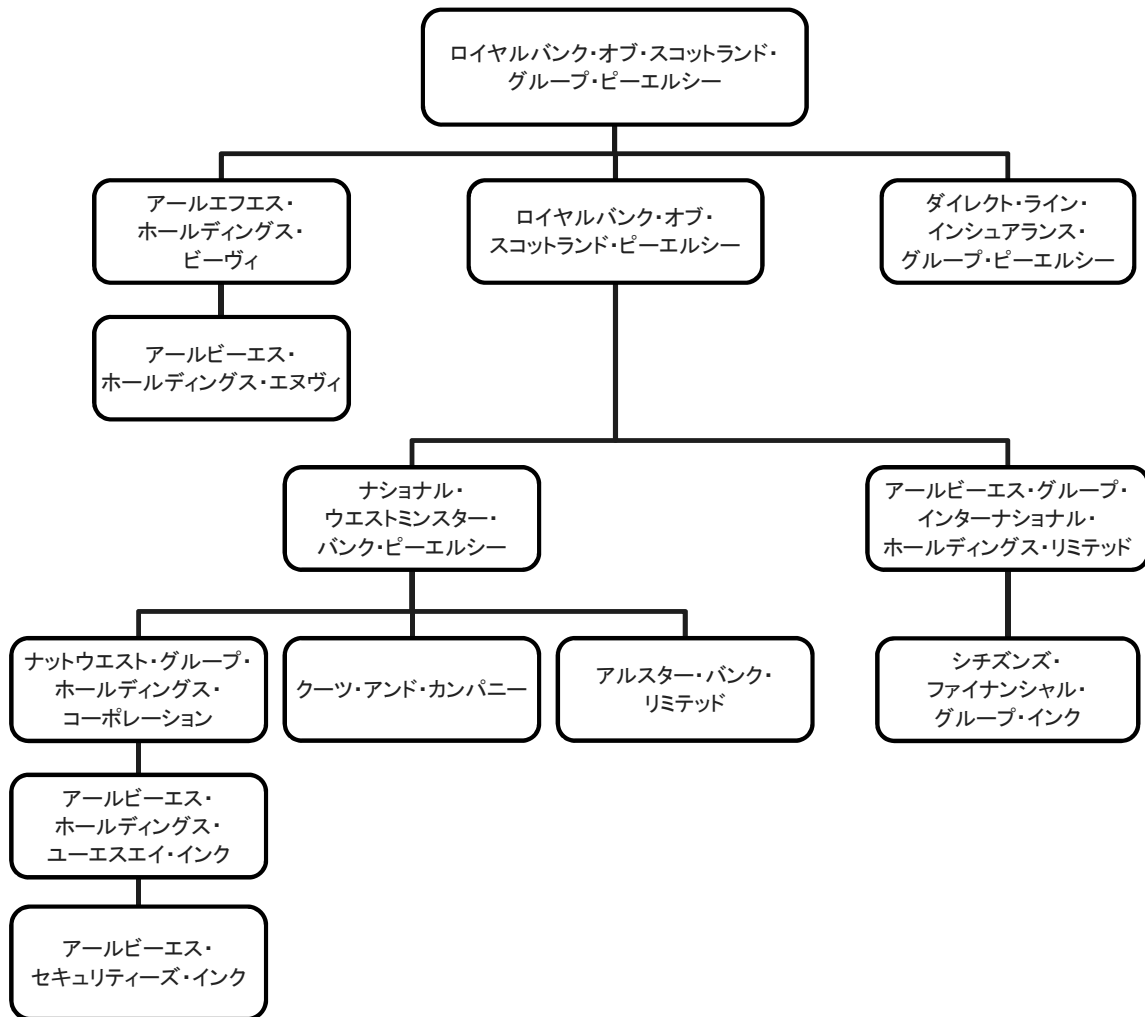 ロイヤルバンク・オブ・スコットランド・
グループ・ピーエルシー
アールエフエス・
ホールディングス・
ビーヴィ
ロイヤルバンク・オブ・
スコットランド・ピーエルシー
ダイレクト・ライン・
インシュアランス・
グループ・ピーエルシー
アールビーエス・
ホールディングス・エヌヴィ
ナショナル・
ウエストミンスター・
バンク・ピーエルシー
アールビーエス・グループ・
インターナショナル・
ホールディングス・リミテッド
ナットウエスト・グループ・
ホールディングス・
コーポレーション
クーツ・アンド・カンパニー
アルスター・バンク・
リミテッド
シチズンズ・
ファイナンシャル・
グループ・インク
アールビーエス・
ホールディングス・
ユーエスエイ・インク
アールビーエス・
セキュリティーズ・インク